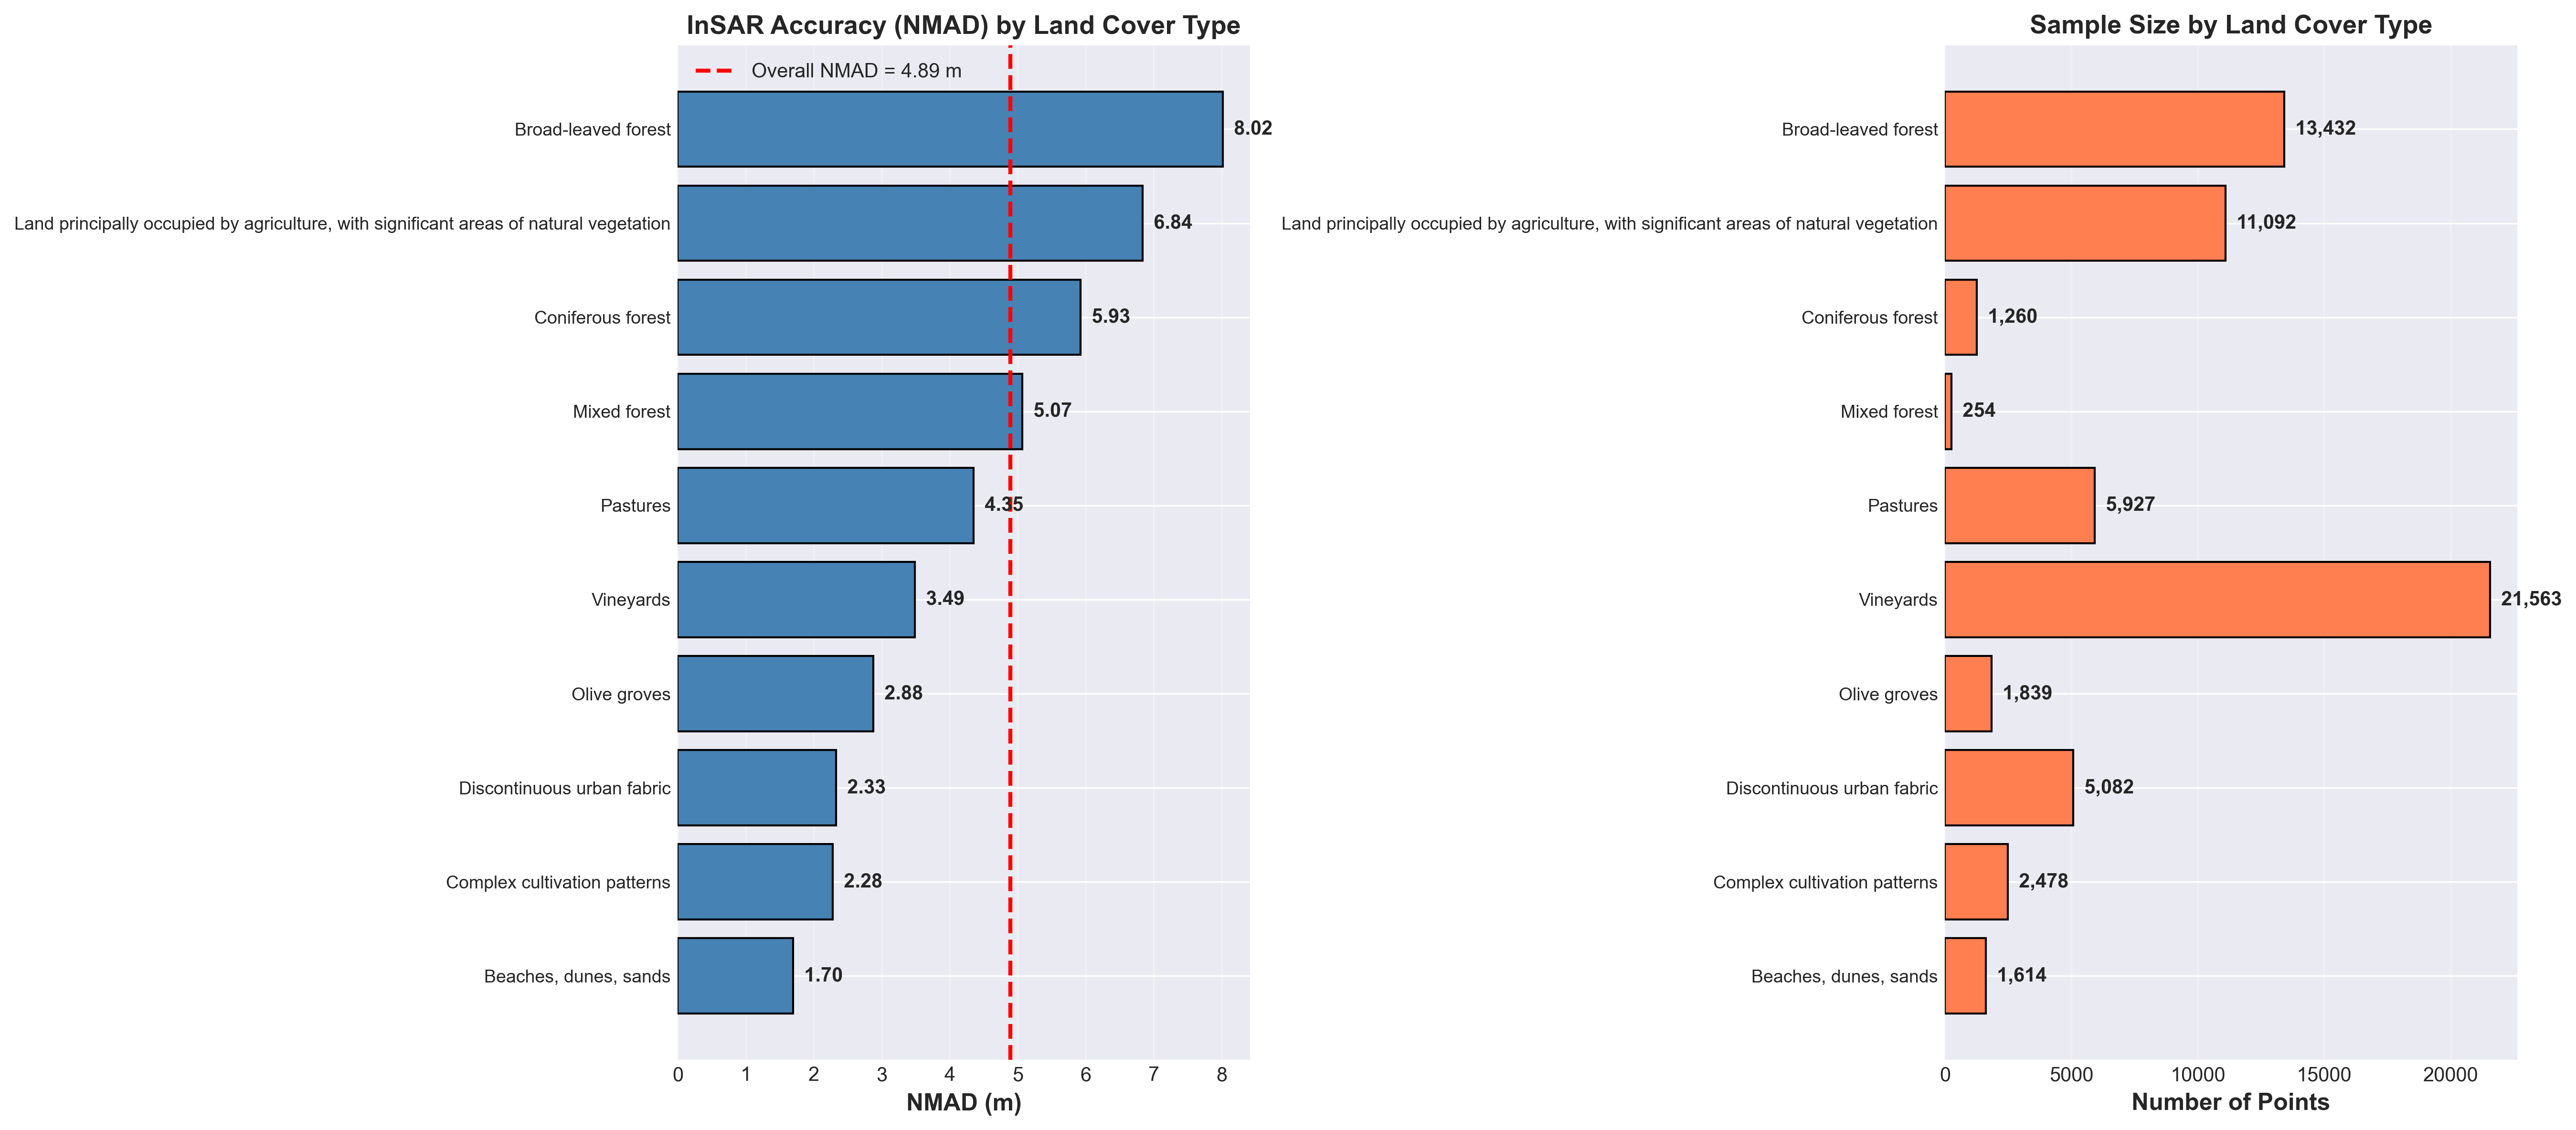 InSAR Accuracy (NMAD) by Land Cover Type
Overall NMAD = 4.89 m
Broad-leaved forest 8.02
Land principally occupied by agriculture, with significant areas of natural vegetation 6.84
Coniferous forest 5.93
Mixed forest 5.07
Pastures 4.35
Vineyards 3.49
Olive groves 2.88
Discontinuous urban fabric 2.33
Complex cultivation patterns 2.28
Beaches, dunes, sands 1.70
0 1 2 3 4 5 6 7 8
NMAD (m)
Sample Size by Land Cover Type
Broad-leaved forest 13,432
Land principally occupied by agriculture, with significant areas of natural vegetation 11,092
Coniferous forest 1,260
Mixed forest 254
Pastures 5,927
Vineyards 21,563
Olive groves 1,839
Discontinuous urban fabric 5,082
Complex cultivation patterns 2,478
Beaches, dunes, sands 1,614
0 5000 10000 15000 20000
Number of Points